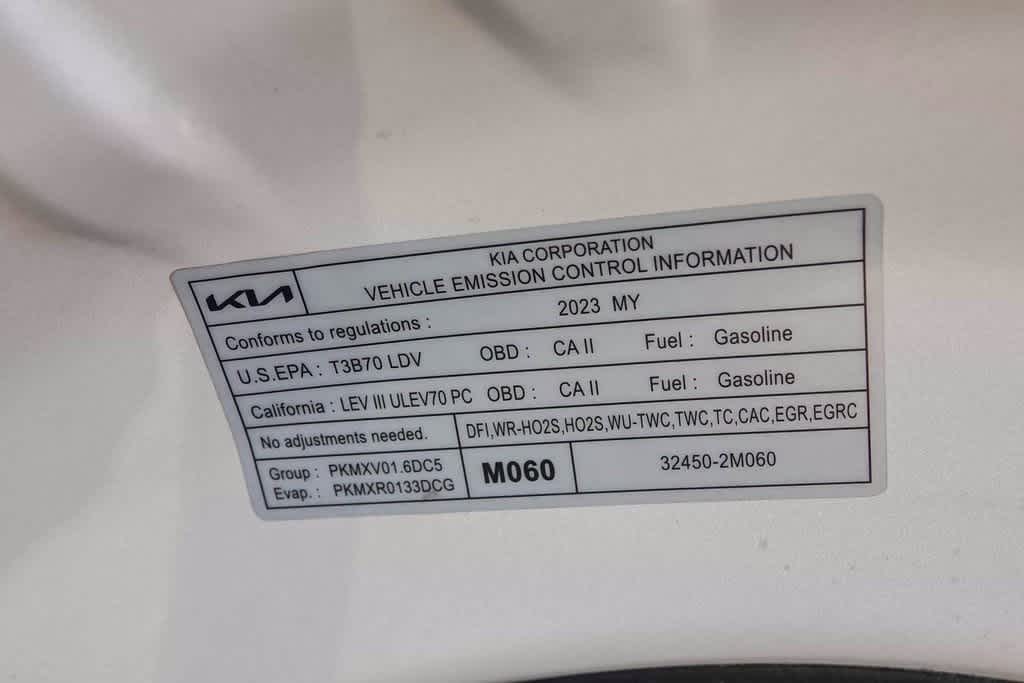 KIA
KIA CORPORATION
VEHICLE EMISSION CONTROL INFORMATION
Conforms to regulations : 2023 MY
U.S.EPA : T3B70 LDV OBD : CA II Fuel : Gasoline
California : LEV III ULEV70 PC OBD : CA II Fuel : Gasoline
No adjustments needed. DFI,WR-HO2S,HO2S,WU-TWC,TWC,TC,CAC,EGR,EGRC
Group : PKMXV01.6DC5
Evap. : PKMXR0133DCG
M060
32450-2M060